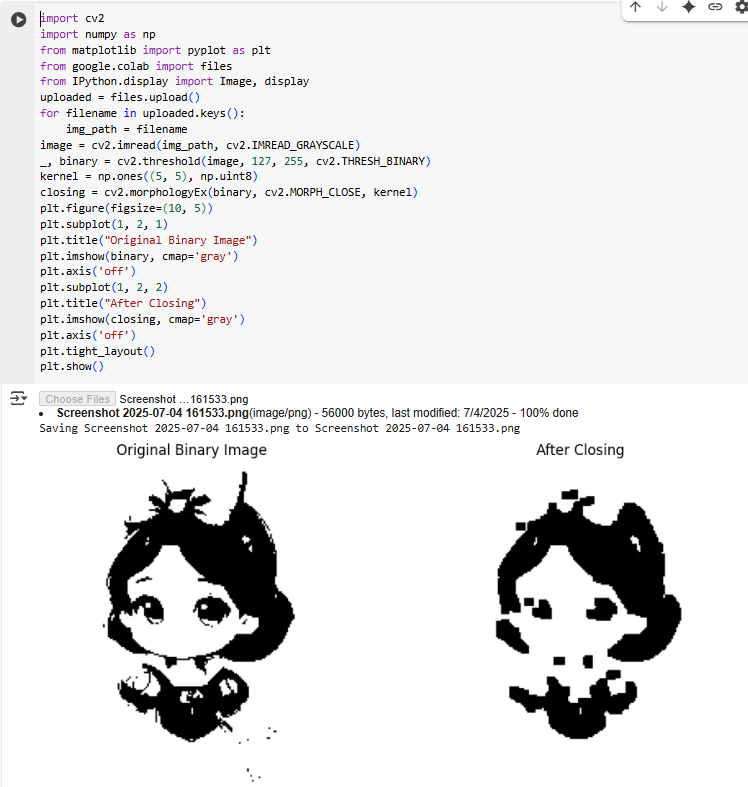 import cv2
import numpy as np
from matplotlib import pyplot as plt
from google.colab import files
from IPython.display import Image, display
uploaded = files.upload()
for filename in uploaded.keys():
    img_path = filename
image = cv2.imread(img_path, cv2.IMREAD_GRAYSCALE)
_, binary = cv2.threshold(image, 127, 255, cv2.THRESH_BINARY)
kernel = np.ones((5, 5), np.uint8)
closing = cv2.morphologyEx(binary, cv2.MORPH_CLOSE, kernel)
plt.figure(figsize=(10, 5))
plt.subplot(1, 2, 1)
plt.title("Original Binary Image")
plt.imshow(binary, cmap='gray')
plt.axis('off')
plt.subplot(1, 2, 2)
plt.title("After Closing")
plt.imshow(closing, cmap='gray')
plt.axis('off')
plt.tight_layout()
plt.show()
Choose Files Screenshot ...161533.png
• Screenshot 2025-07-04 161533.png(image/png) - 56000 bytes, last modified: 7/4/2025 - 100% done
Saving Screenshot 2025-07-04 161533.png to Screenshot 2025-07-04 161533.png
Original Binary Image After Closing